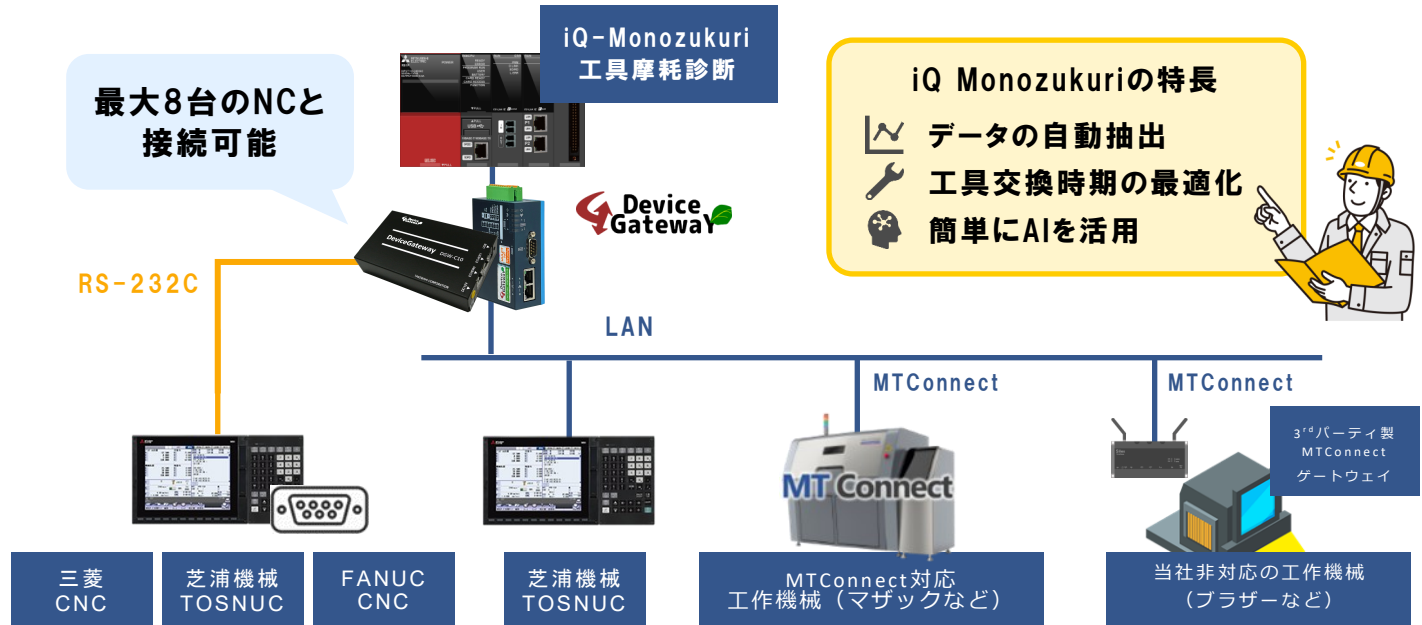 iQ-Monozukuri
工具摩耗診断
最大8台のNCと
接続可能
iQ Monozukuriの特長
データの自動抽出
工具交換時期の最適化
簡単にAIを活用
Device
GatewaY
DeviceGateway DGW-C10
RS-232C
LAN
MTConnect
MTConnect
3rdパーティ製
MTConnect
ゲートウェイ
MTConnect
三菱
CNC
芝浦機械
TOSNUC
FANUC
CNC
芝浦機械
TOSNUC
MTConnect対応
工作機械（マザックなど）
当社非対応の工作機械
（ブラザーなど）